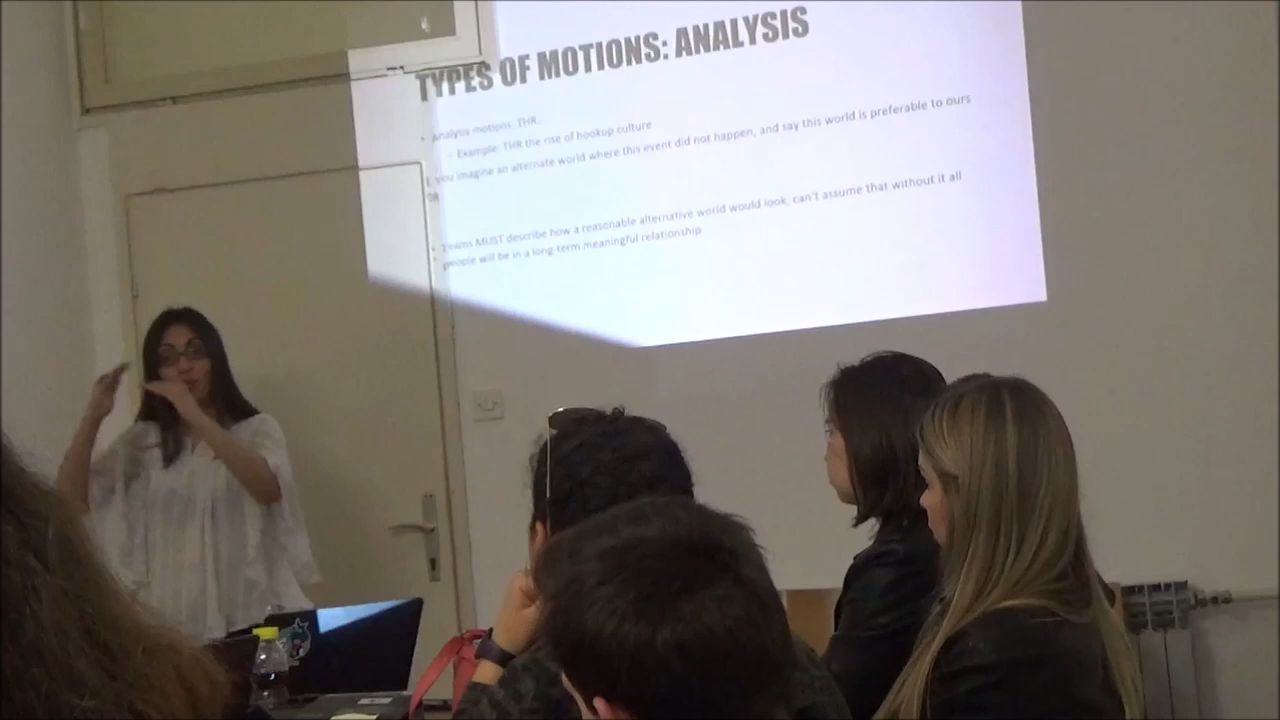 TYPES OF MOTIONS: ANALYSIS
• Analysis motions: THR...
– Example: THR the rise of hookup culture
you imagine an alternate world where this event did not happen, and say this world is preferable to ours
OR
• Teams MUST describe how a reasonable alternative world would look, can't assume that without it all
• people will be in a long-term meaningful relationship